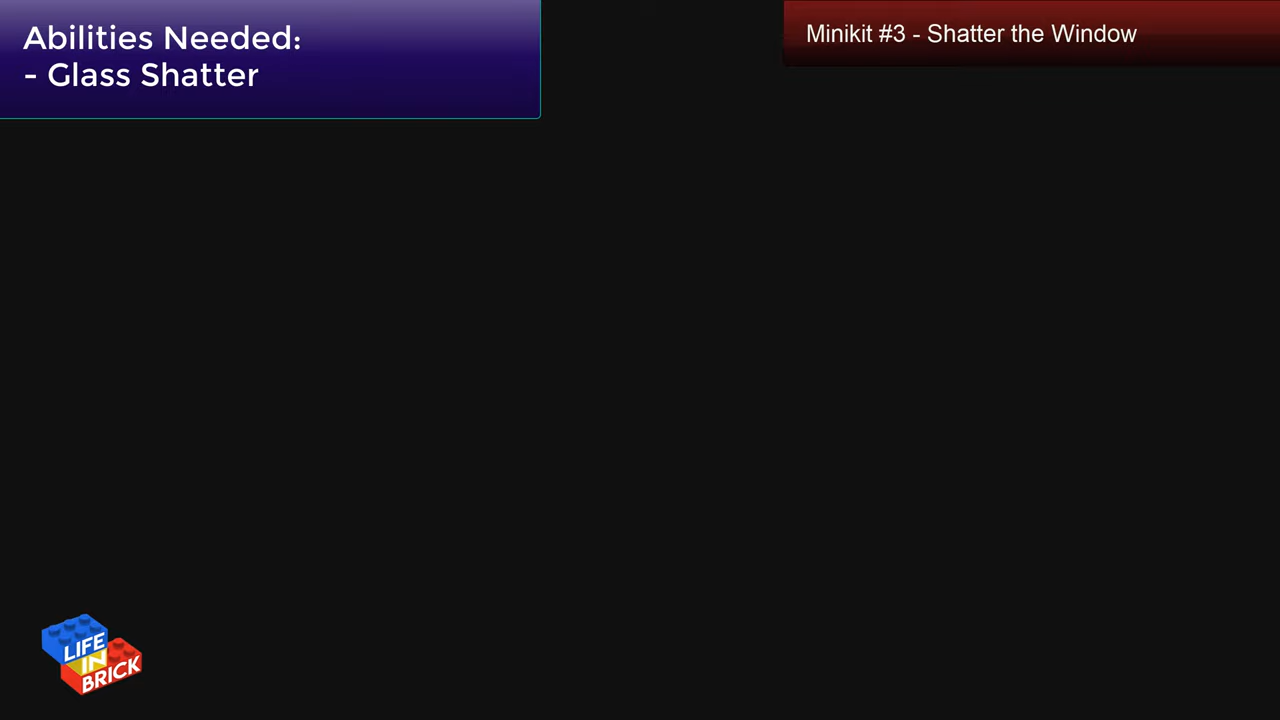 Abilities Needed:
- Glass Shatter
Minikit #3 - Shatter the Window
LIFE
IN
BRICK